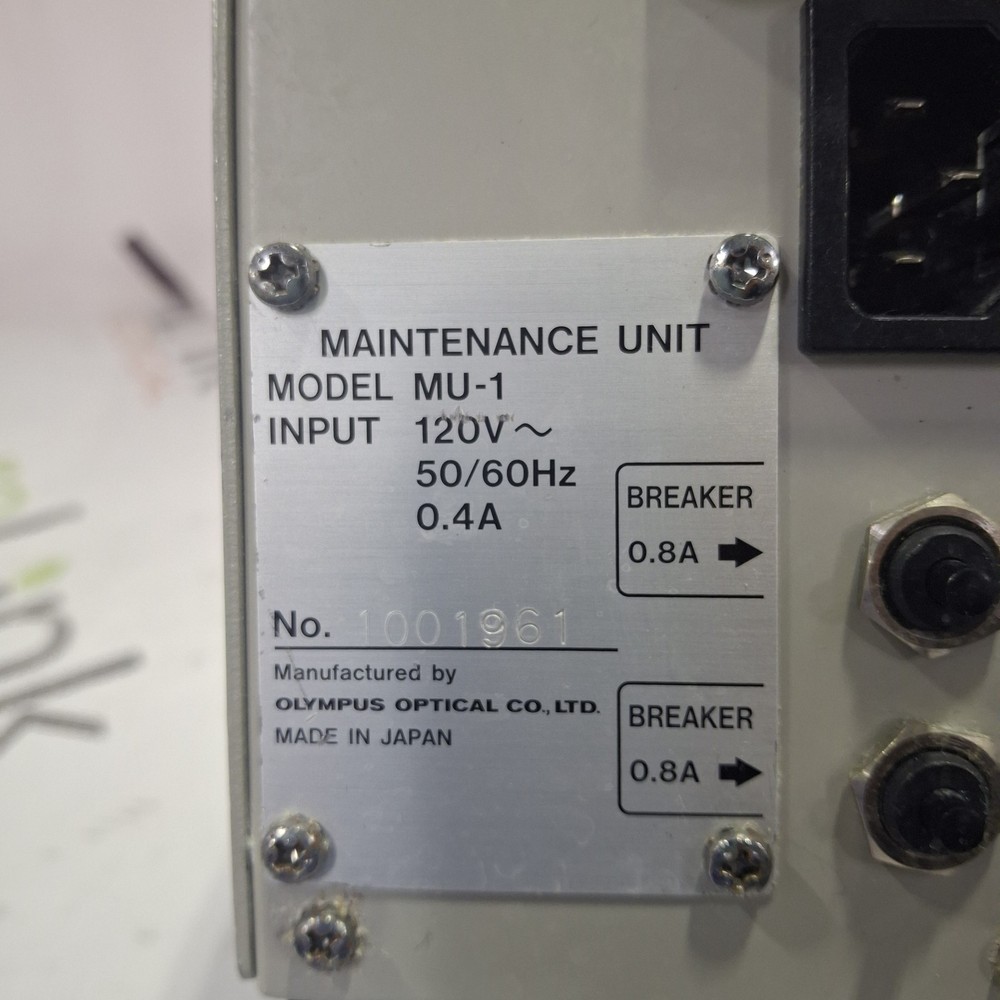 MAINTENANCE UNIT
MODEL MU-1
INPUT 120V～
50/60Hz
0.4A
BREAKER
0.8A ➡
No. 1001961
Manufactured by
OLYMPUS OPTICAL CO., LTD.
MADE IN JAPAN
BREAKER
0.8A ➡